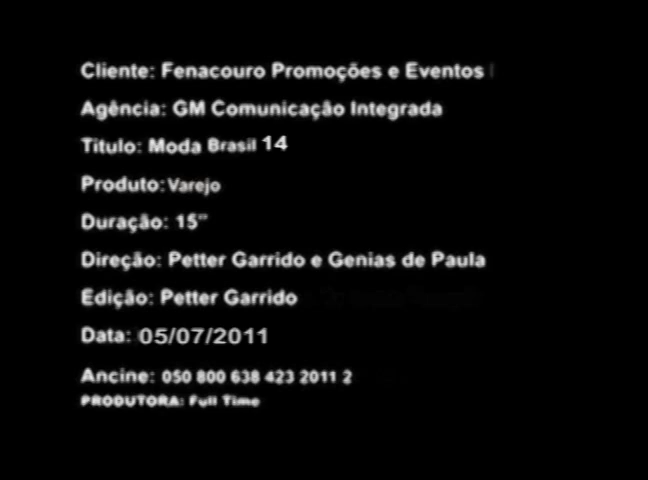 Cliente: Fenacouro Promoções e Eventos
Agência: GM Comunicação Integrada
Titulo: Moda Brasil 14
Produto: Varejo
Duração: 15"
Direção: Petter Garrido e Genias de Paula
Edição: Petter Garrido
Data: 05/07/2011
Ancine: 050 800 638 423 2011 2
PRODUTORA: Full Time